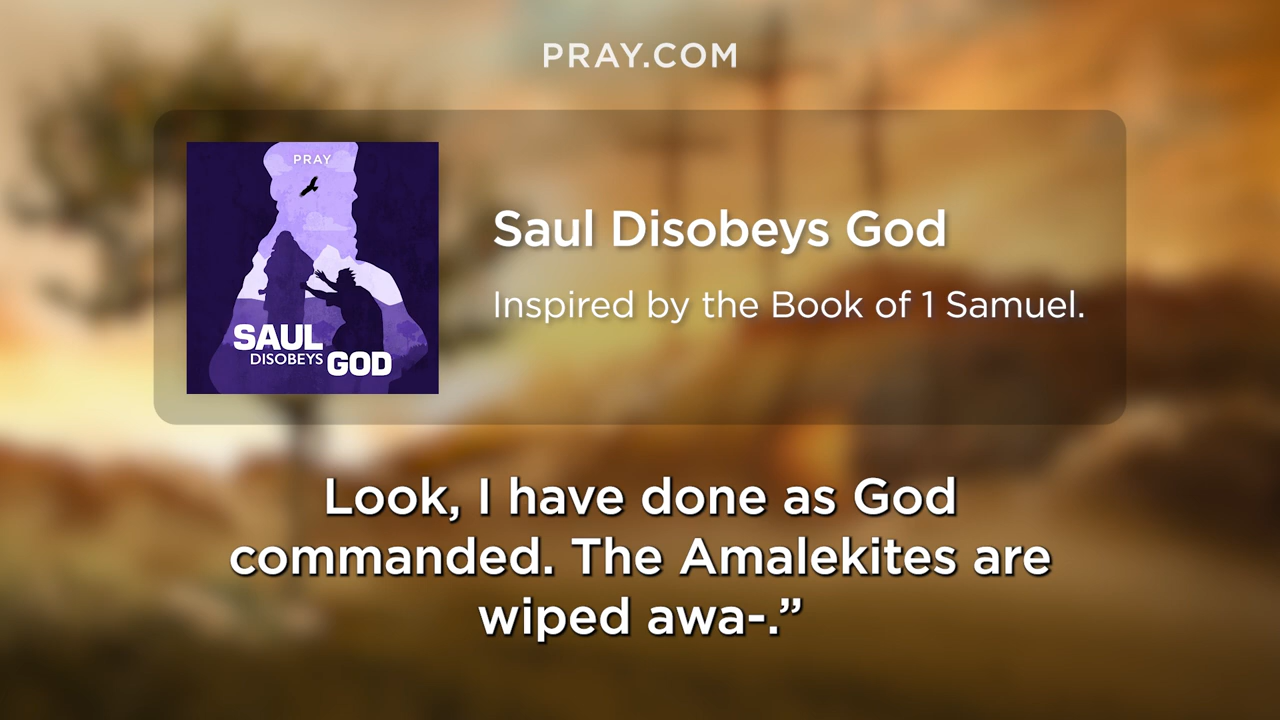 PRAY.COM
PRAY
SAUL
DISOBEYS
GOD
Saul Disobeys God
Inspired by the Book of 1 Samuel.
Look, I have done as God
commanded. The Amalekites are
wiped awa-.”